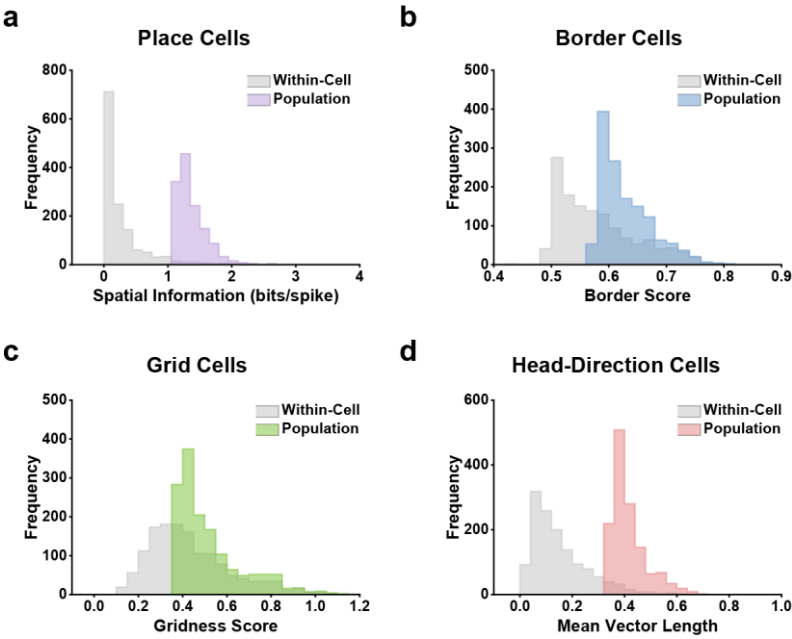 a
Place Cells
800
600
400
200
0
Frequency
Within-Cell
Population
0 1 2 3 4
Spatial Information (bits/spike)
b
Border Cells
500
400
300
200
100
0
Frequency
Within-Cell
Population
0.4 0.5 0.6 0.7 0.8 0.9
Border Score
c
Grid Cells
500
400
300
200
100
0
Frequency
Within-Cell
Population
0.0 0.2 0.4 0.6 0.8 1.0 1.2
Gridness Score
d
Head-Direction Cells
600
400
200
0
Frequency
Within-Cell
Population
0.0 0.2 0.4 0.6 0.8 1.0
Mean Vector Length